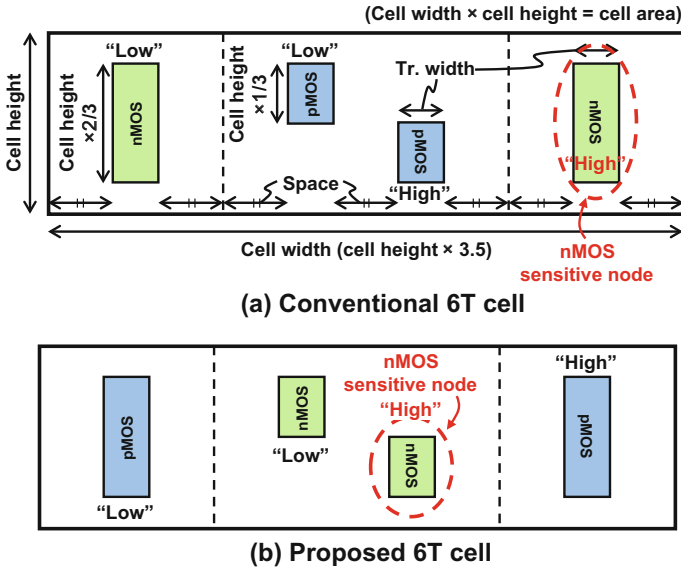 (Cell width × cell height = cell area)
Cell height
“Low”
Cell height
×2/3
nMOS
“Low”
Cell height
×1/3
pMOS
Tr. width
pMOS
“High”
nMOS
“High”
Space
Cell width (cell height × 3.5)
nMOS
sensitive node
(a) Conventional 6T cell
pMOS
“Low”
nMOS
“Low”
nMOS
sensitive node
“High”
nMOS
“High”
pMOS
(b) Proposed 6T cell